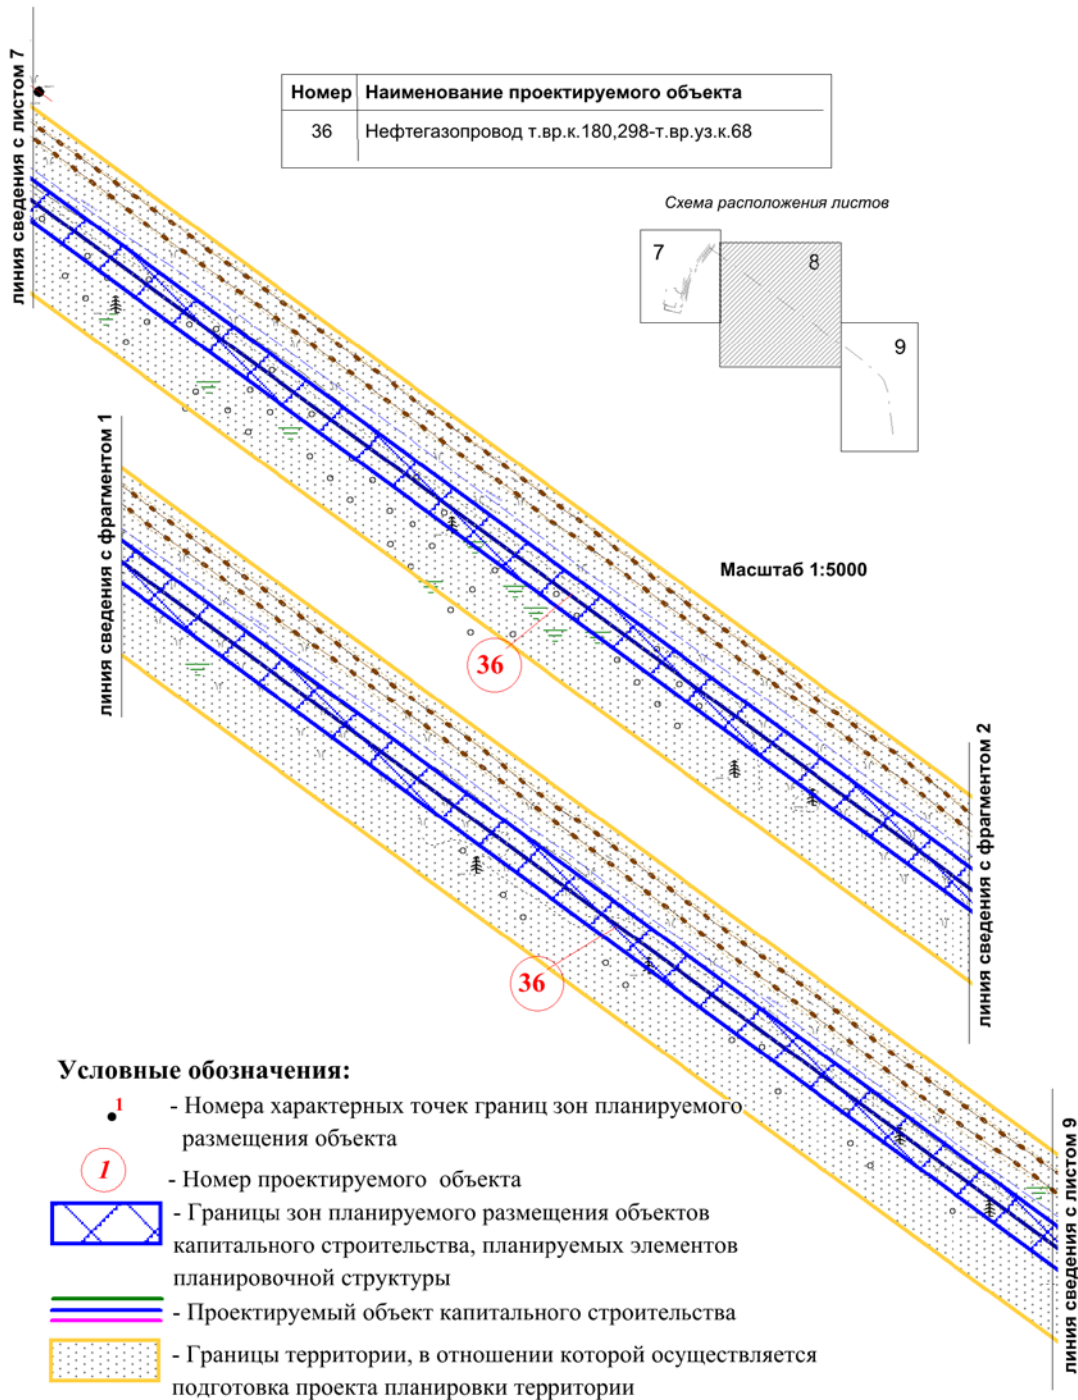 линия сведения с листом 7
Номер Наименование проектируемого объекта
36 Нефтегазопровод т.вр.к.180,298-т.вр.уз.к.68
Схема расположения листов
7
8
9
линия сведения с фрагментом 1
Масштаб 1:5000
36
линия сведения с фрагментом 2
36
Условные обозначения:
1
- Номера характерных точек границ зон планируемого
размещения объекта
1
- Номер проектируемого объекта
- Границы зон планируемого размещения объектов
капитального строительства, планируемых элементов
планировочной структуры
- Проектируемый объект капитального строительства
- Границы территории, в отношении которой осуществляется
подготовка проекта планировки территории
линия сведения с листом 9